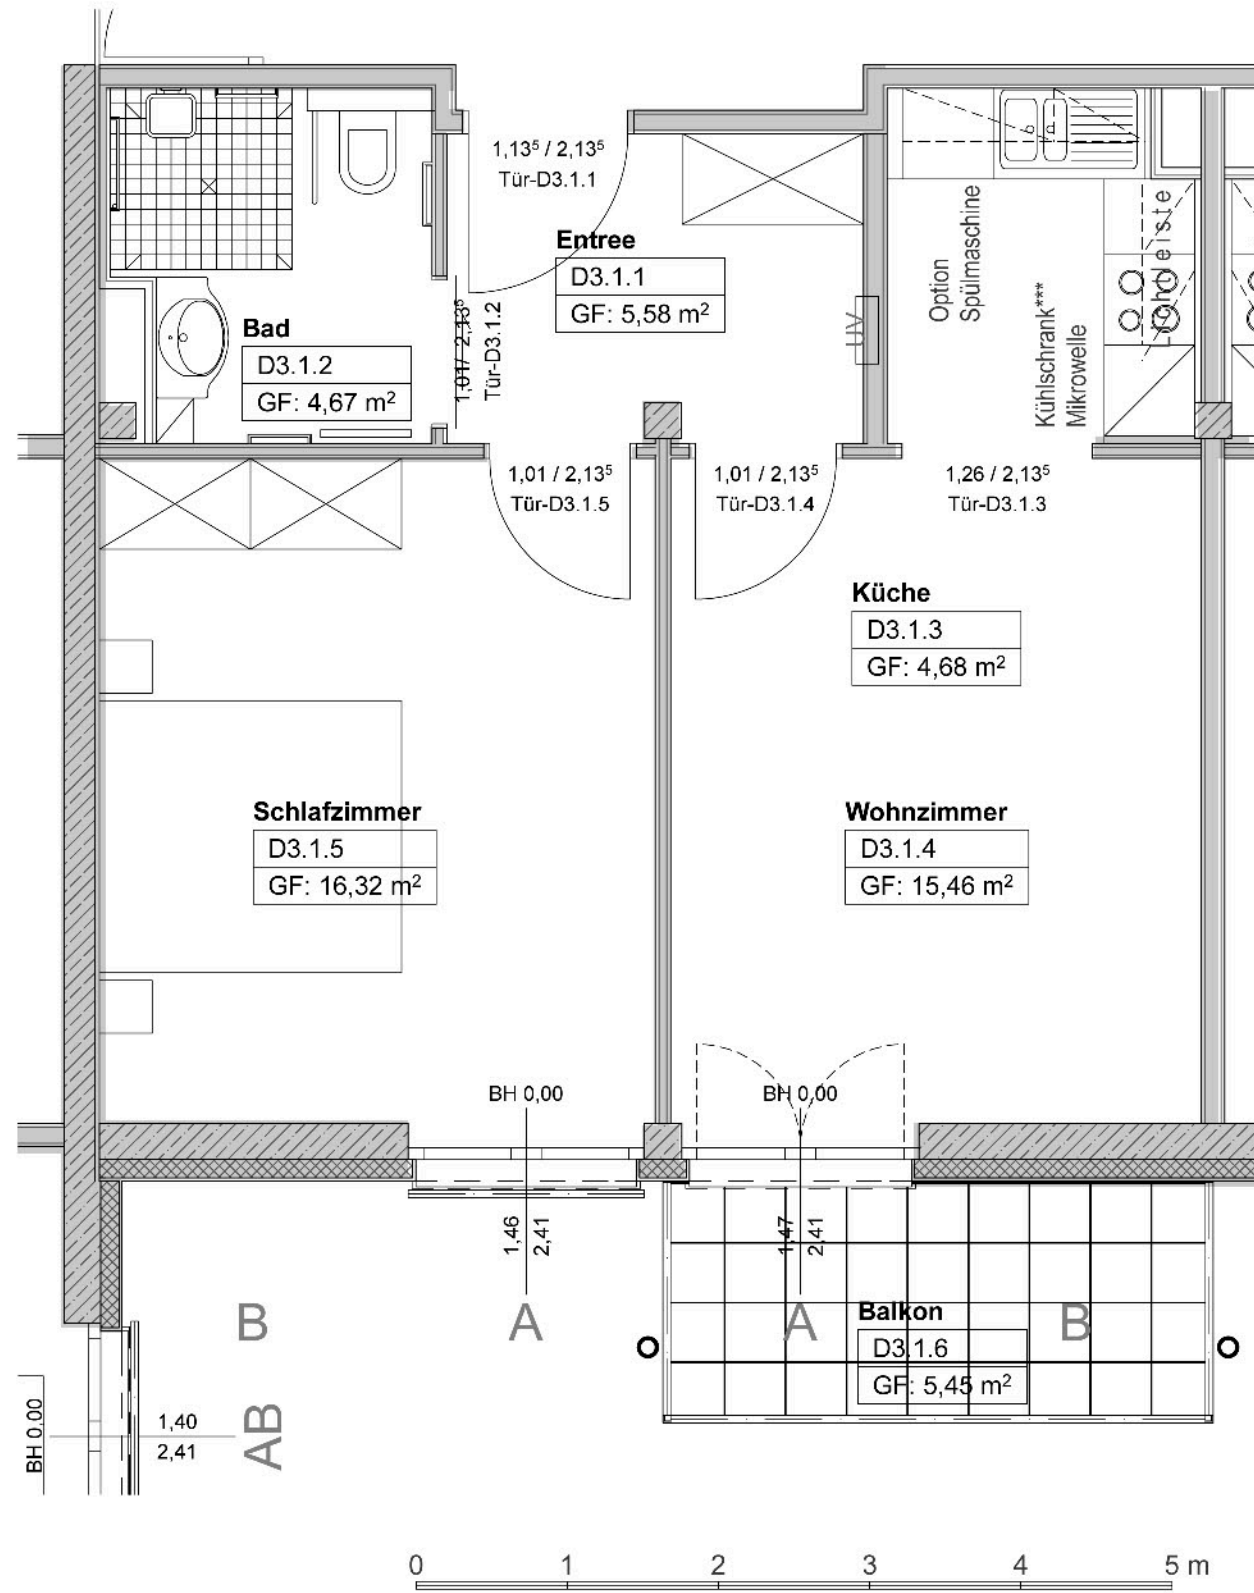 1,13⁵ / 2,13⁵
Tür-D3.1.1
Entree
D3.1.1
GF: 5,58 m²
Option
Spülmaschine
Kühlschrank***
Mikrowelle
Lichtleiste
UV
Bad
D3.1.2
GF: 4,67 m²
1,01/ 2,13⁵
Tür-D3.1.2
1,01 / 2,13⁵
Tür-D3.1.5
1,01 / 2,13⁵
Tür-D3.1.4
1,26 / 2,13⁵
Tür-D3.1.3
Küche
D3.1.3
GF: 4,68 m²
Schlafzimmer
D3.1.5
GF: 16,32 m²
Wohnzimmer
D3.1.4
GF: 15,46 m²
BH 0,00
BH 0,00
1,46
2,41
1,47
2,41
B
A
A
B
Balkon
D3.1.6
GF: 5,45 m²
BH 0,00
1,40
2,41
AB
0 1 2 3 4 5 m